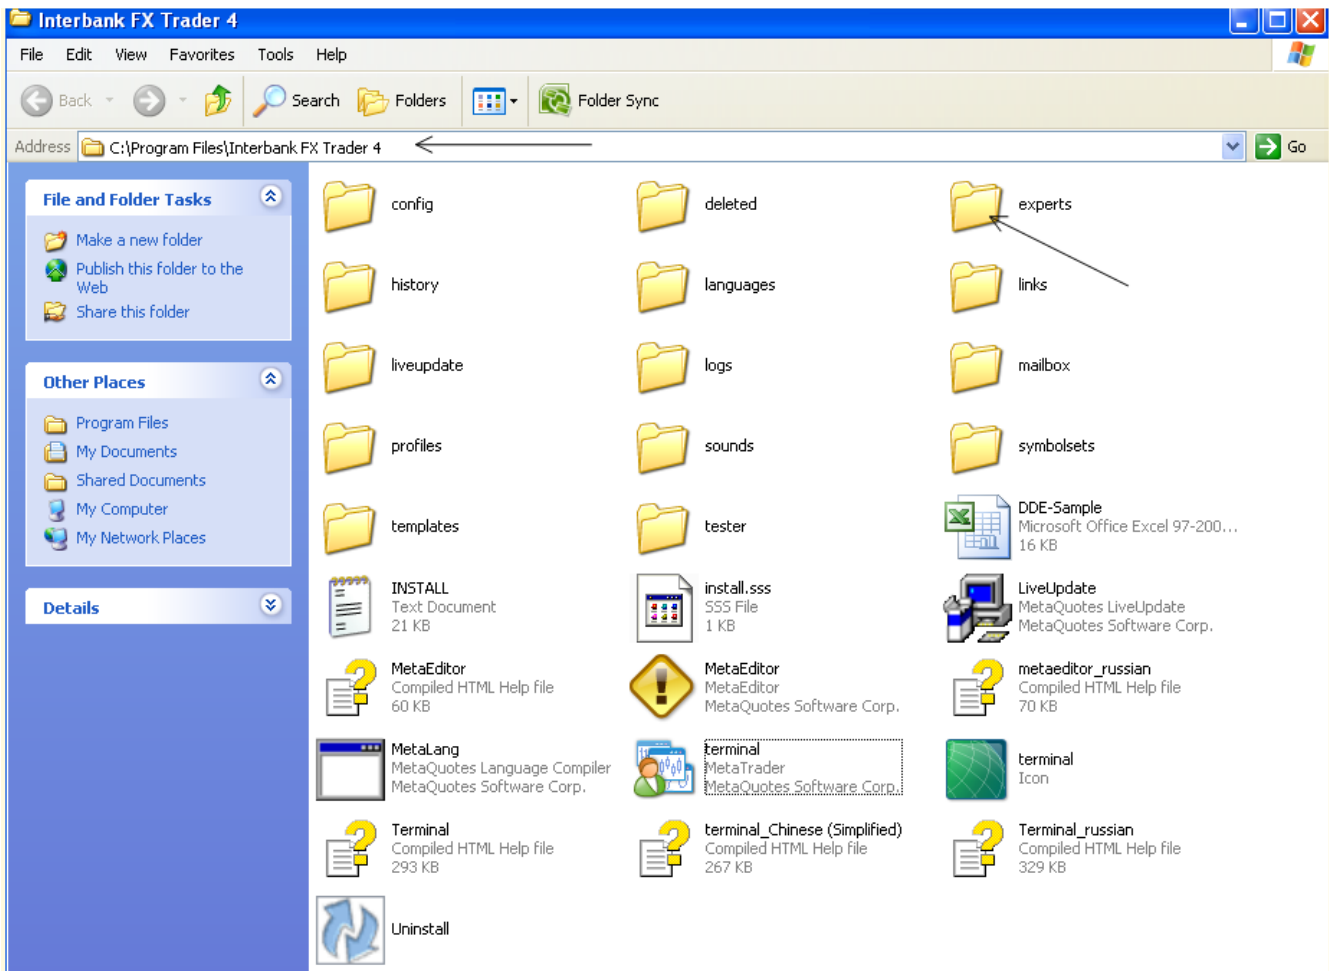 Interbank FX Trader 4
File Edit View Favorites Tools Help
Back Search Folders Folder Sync
Address C:\Program Files\Interbank FX Trader 4 Go
File and Folder Tasks
Make a new folder
Publish this folder to the
Web
Share this folder
Other Places
Program Files
My Documents
Shared Documents
My Computer
My Network Places
Details
config deleted experts
history languages links
liveupdate logs mailbox
profiles sounds symbolsets
templates tester
DDE-Sample
Microsoft Office Excel 97-200...
16 KB
INSTALL
Text Document
21 KB
install.sss
SSS File
1 KB
LiveUpdate
MetaQuotes LiveUpdate
MetaQuotes Software Corp.
MetaEditor
Compiled HTML Help file
60 KB
MetaEditor
MetaEditor
MetaQuotes Software Corp.
metaeditor_russian
Compiled HTML Help file
70 KB
MetaLang
MetaQuotes Language Compiler
MetaQuotes Software Corp.
terminal
MetaTrader
MetaQuotes Software Corp.
terminal
Icon
Terminal
Compiled HTML Help file
293 KB
terminal_Chinese (Simplified)
Compiled HTML Help file
267 KB
Terminal_russian
Compiled HTML Help file
329 KB
Uninstall